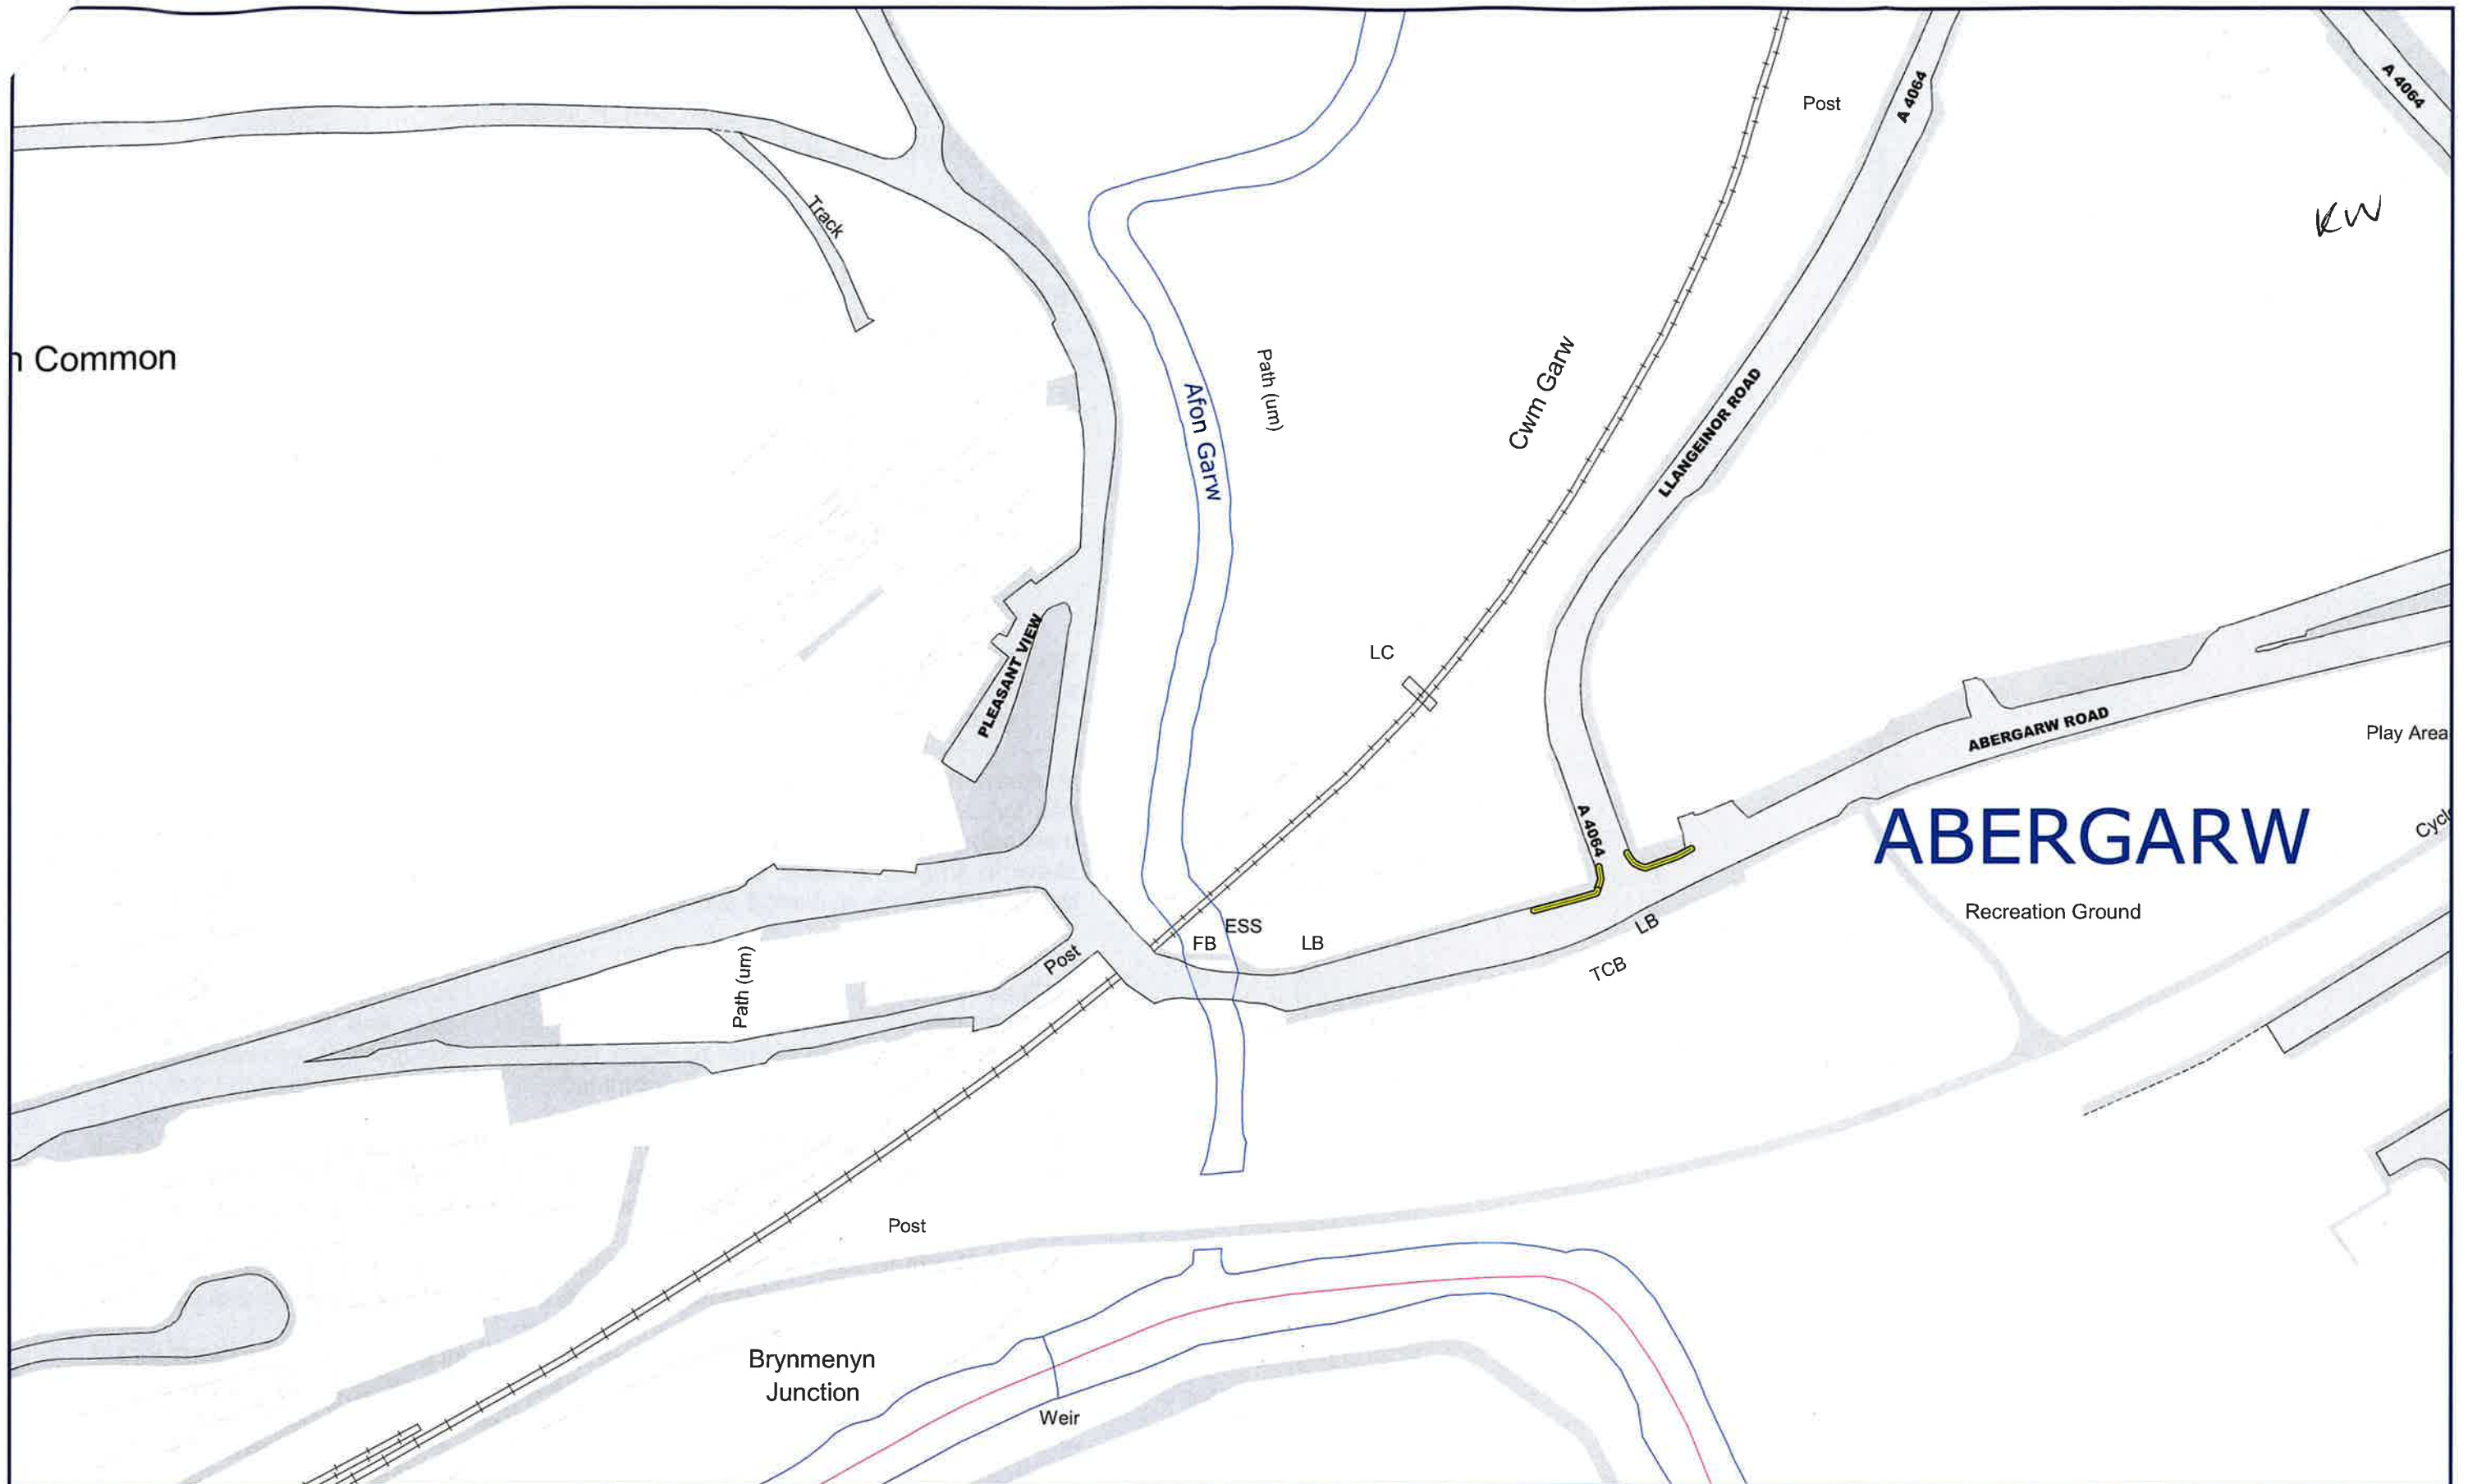 Post
A 4064
A 4064
KW
Track
n Common
Path (um)
Afon Garw
Cwm Garw
LLANGEINOR ROAD
PLEASANT VIEW
LC
ABERGARW ROAD
Play Area
A 4064
ABERGARW
Cycl
Recreation Ground
ESS
FB
LB
LB
TCB
Post
Path (um)
Post
Brynmenyn
Junction
Weir